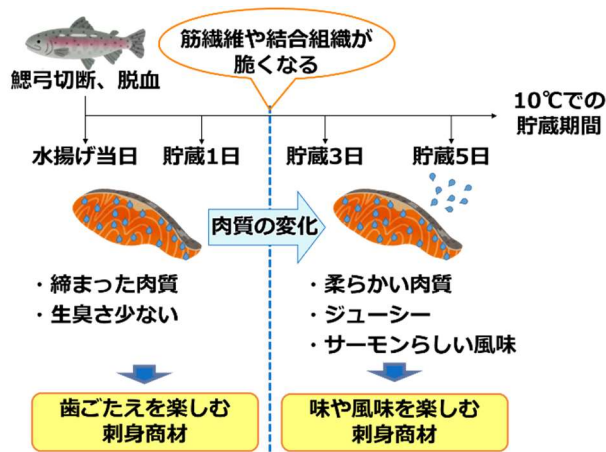 筋繊維や結合組織が
脆くなる
鰓弓切断、脱血
10℃での
貯蔵期間
水揚げ当日
貯蔵1日
貯蔵3日
貯蔵5日
肉質の変化
・締まった肉質
・生臭さ少ない
・柔らかい肉質
・ジューシー
・サーモンらしい風味
歯ごたえを楽しむ
刺身商材
味や風味を楽しむ
刺身商材